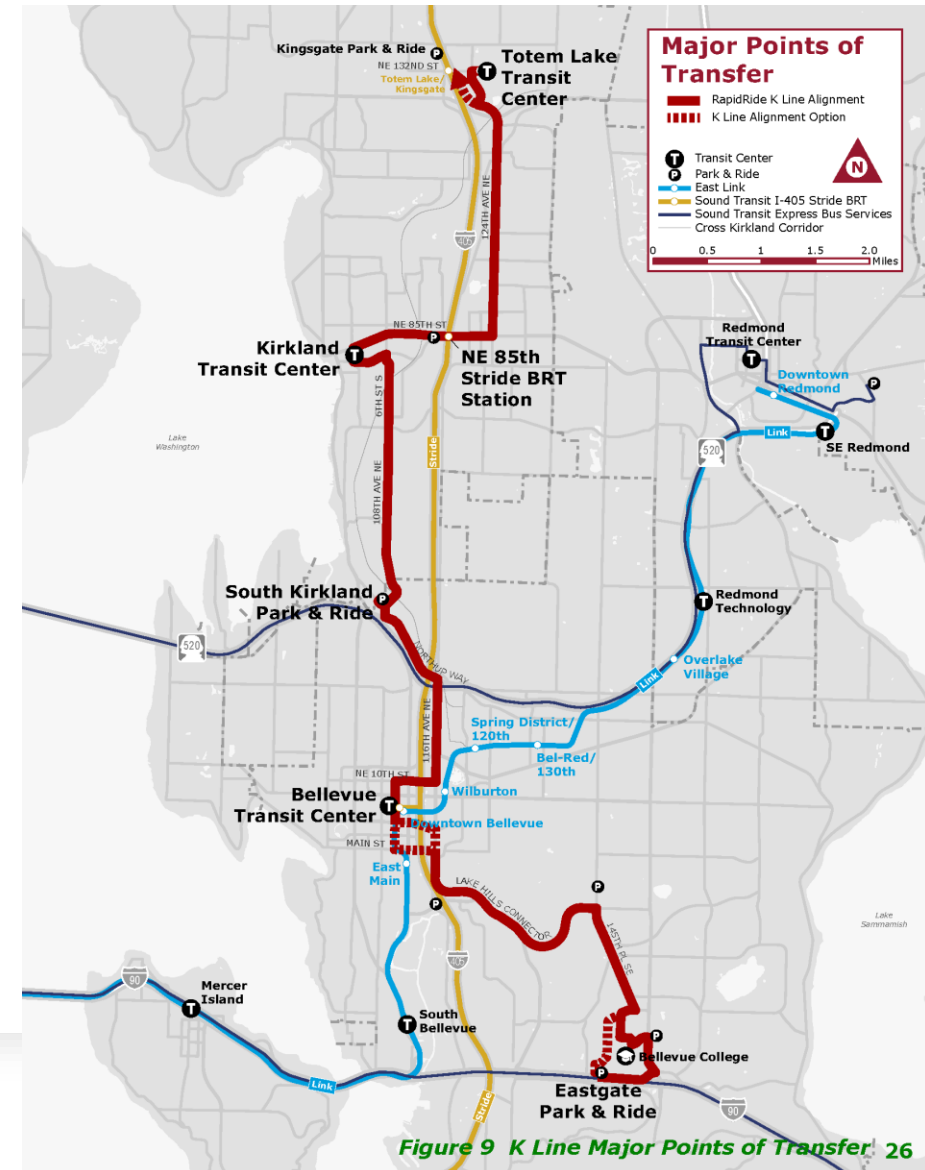 Kingsgate Park & Ride
P
NE 132ND ST
Totem Lake/
Kingsgate
T
Totem Lake
Transit
Center
Major Points of
Transfer
RapidRide K Line Alignment
K Line Alignment Option
T Transit Center
P Park & Ride
East Link
Sound Transit I-405 Stride BRT
Sound Transit Express Bus Services
Cross Kirkland Corridor
N
0 0.5 1 1.5 2.0
Miles
124TH AVE NE
405
NE 85TH ST
P
Kirkland
Transit Center
T
NE 85th
Stride BRT
Station
6TH ST S
Redmond
Transit Center
T
Downtown
Redmond
P
Link
T
SE Redmond
520
Lake
Washington
Stride
108TH AVE NE
South Kirkland
Park & Ride
P
T
Redmond
Technology
520
NORTHUP WAY
Overlake
Village
Link
116TH AVE NE
Spring District/
120th
Bel-Red/
130th
NE 10TH ST
Wilburton
Bellevue
Transit Center
T
Downtown Bellevue
MAIN ST
East
Main
P
LAKE HILLS CONNECTOR
P
145TH PL SE
Lake
Sammamish
405
90
Mercer
Island
T
South
Bellevue
T
P
Bellevue College
P
Link
Eastgate
Park & Ride
90
Stride
Figure 9 K Line Major Points of Transfer 26